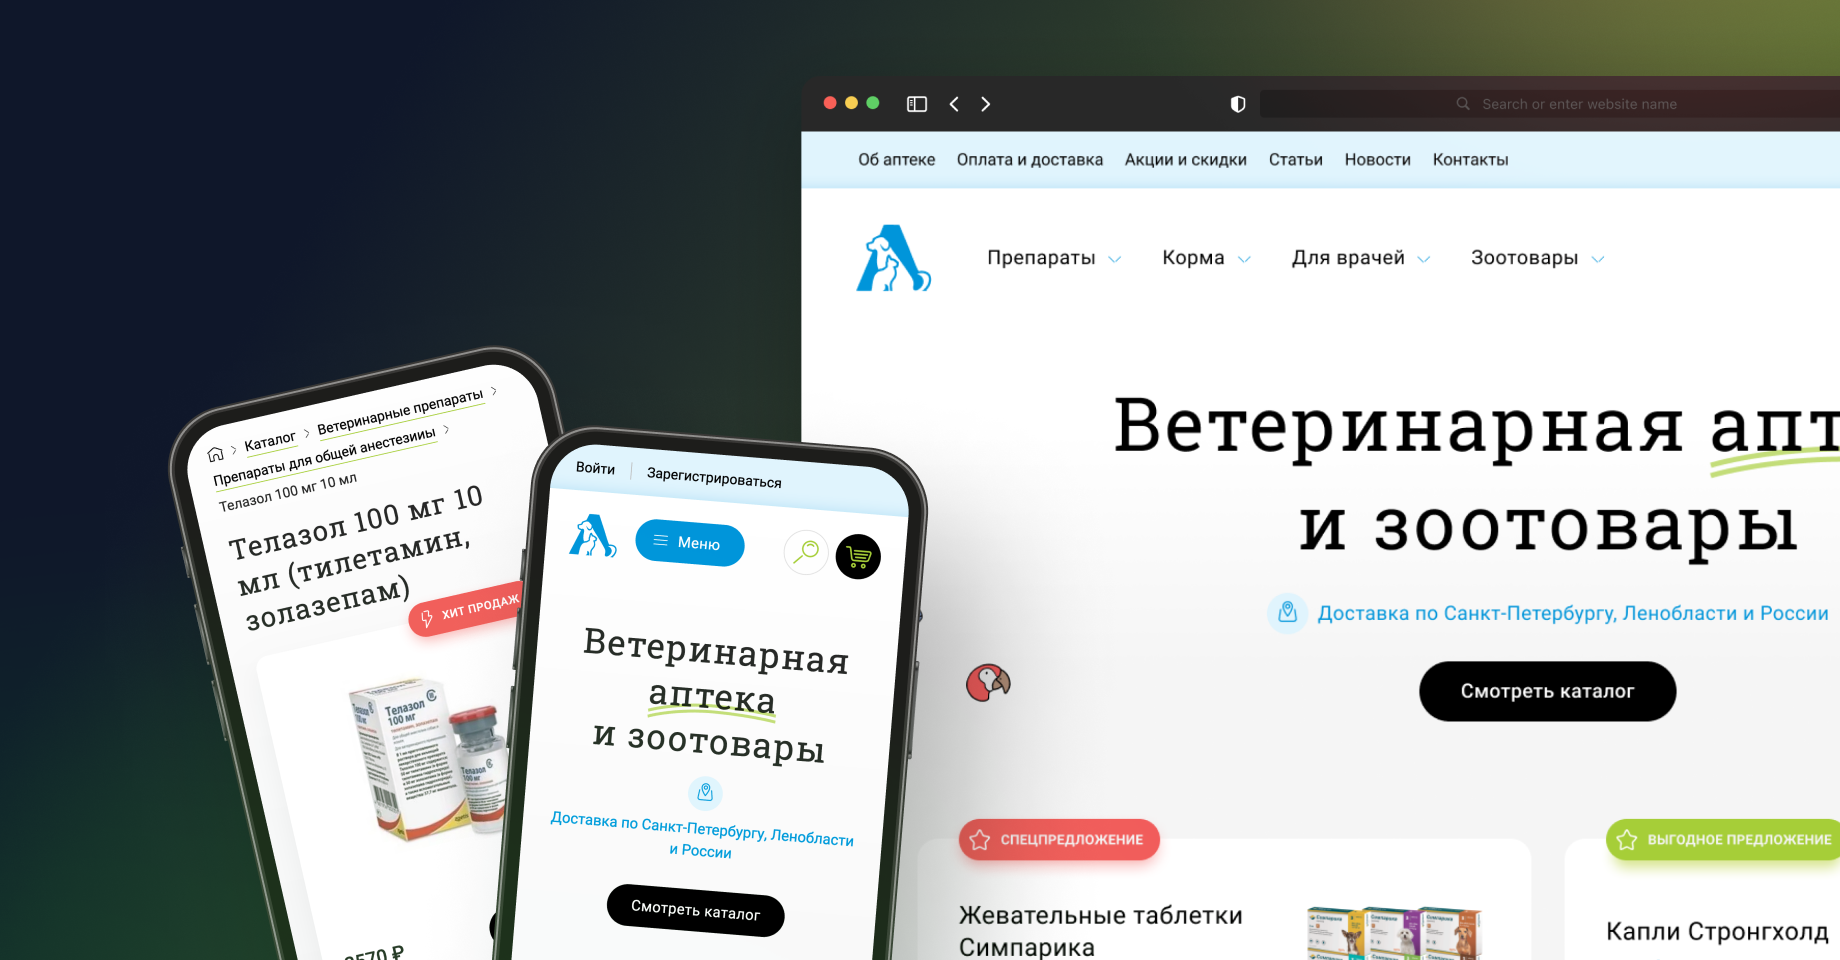 Search or enter website name
Об аптеке Оплата и доставка Акции и скидки Статьи Новости Контакты
Препараты Корма Для врачей Зоотовары
Ветеринарная апт
и зоотовары
Доставка по Санкт-Петербургу, Ленобласти и России
Смотреть каталог
СПЕЦПРЕДЛОЖЕНИЕ
Жевательные таблетки
Симпарика
ВЫГОДНОЕ ПРЕДЛОЖЕНИЕ
Капли Стронгхолд
Каталог Ветеринарные препараты
Препараты для общей анестезииы
Телазол 100 мг 10 мл
Телазол 100 мг 10
мл (тилетамин,
золазепам)
ХИТ ПРОДАЖ
Телазол
100 мг
Телазол
100 мг
570 ₽
Войти Зарегистрироваться
Меню
Ветеринарная
аптека
и зоотовары
Доставка по Санкт-Петербургу, Ленобласти
и России
Смотреть каталог